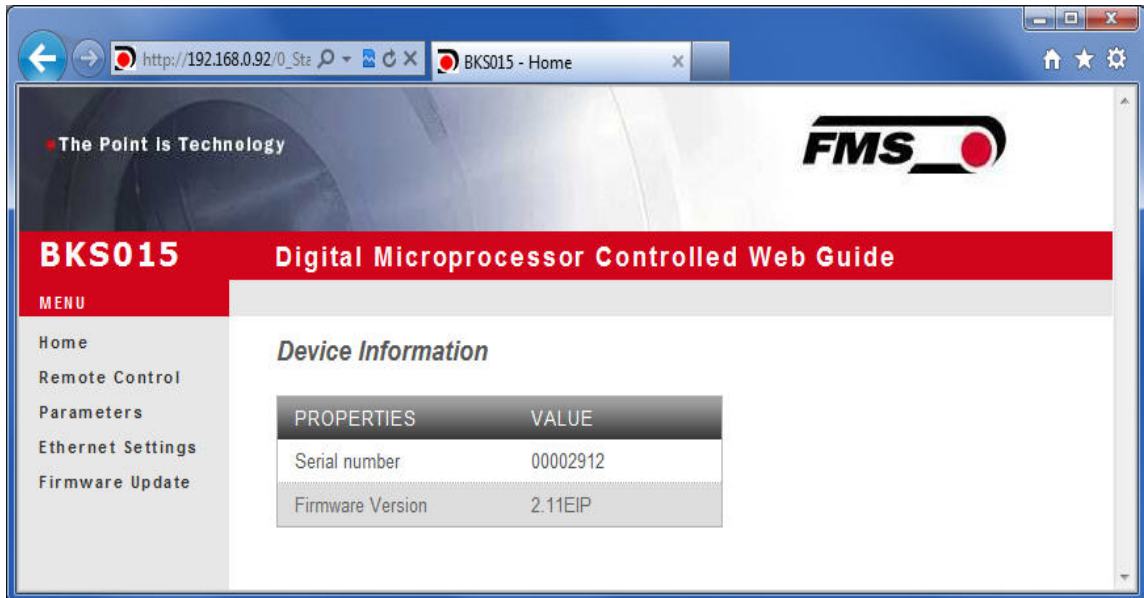 http://192.168.0.92/0_Sta
BKS015 - Home
The Point is Technology
FMS
BKS015
Digital Microprocessor Controlled Web Guide
MENU
Home
Remote Control
Parameters
Ethernet Settings
Firmware Update
Device Information
PROPERTIES VALUE
Serial number 00002912
Firmware Version 2.11EIP